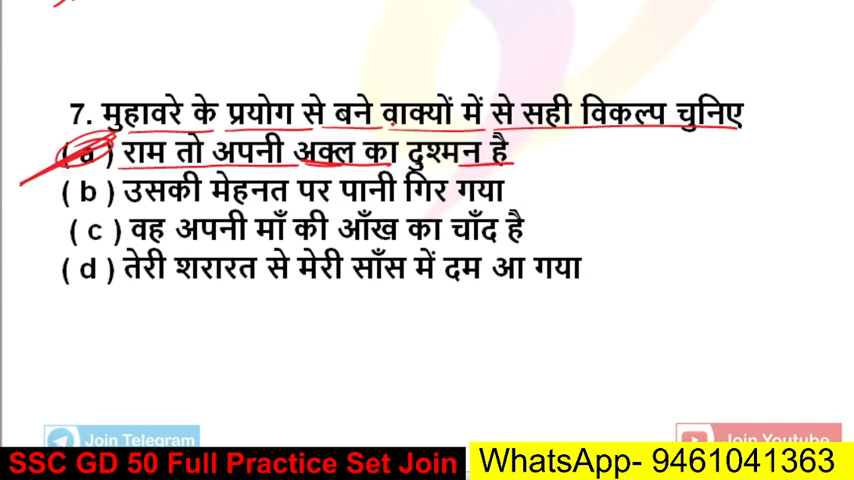 7. मुहावरे के प्रयोग से बने वाक्यों में से सही विकल्प चुनिए
( a ) राम तो अपनी अक्ल का दुश्मन है
( b ) उसकी मेहनत पर पानी गिर गया
( c ) वह अपनी माँ की आँख का चाँद है
( d ) तेरी शरारत से मेरी साँस में दम आ गया
Join Telegram
Join Youtube
SSC GD 50 Full Practice Set Join
WhatsApp- 9461041363